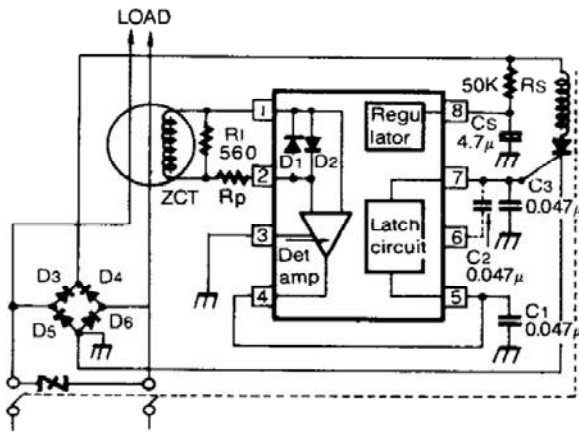 LOAD
50K
RS
1
8
Regu
lator
CS
4.7μ
Rl
560
D1
D2
2
7
ZCT
Rp
C3
0.047μ
Latch
circuit
3
6
Det
amp
C2
0.047μ
D3
D4
4
5
C1
0.047μ
D5
D6